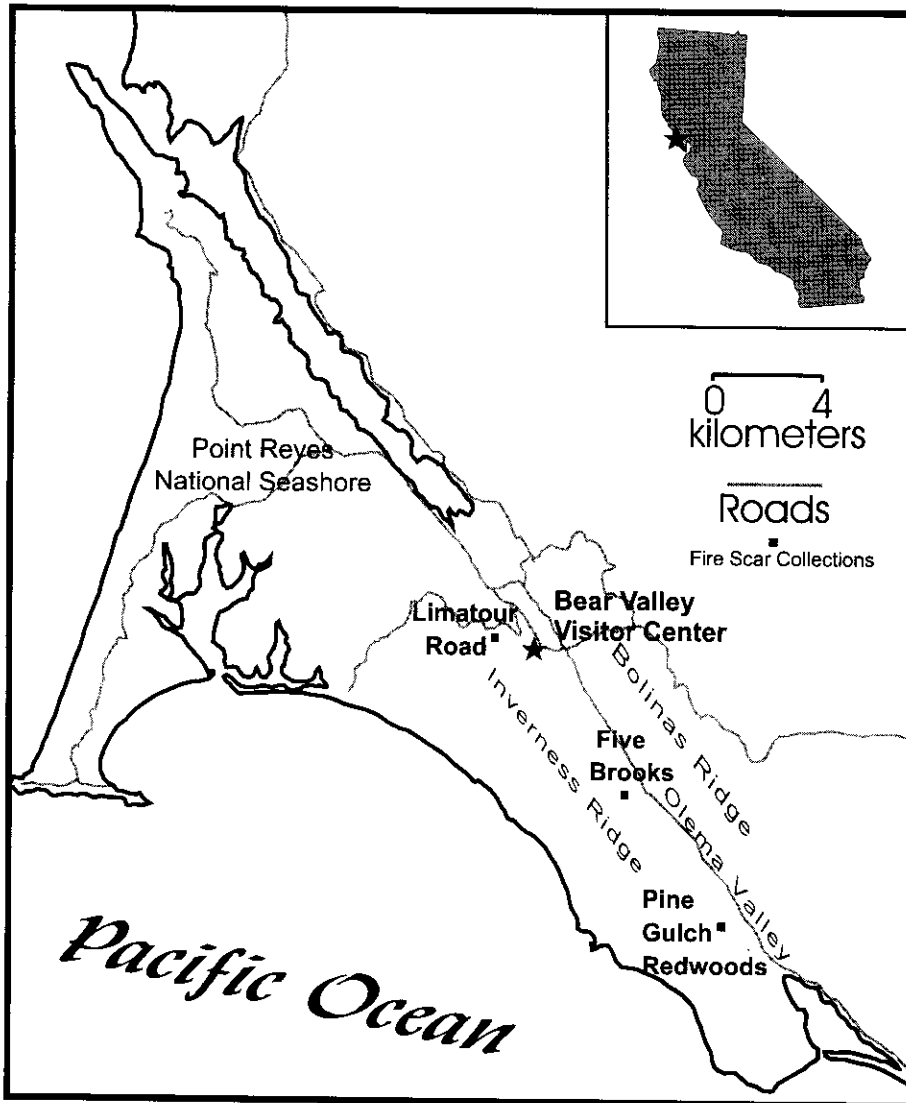 0 4
kilometers
Roads
Fire Scar Collections
Point Reyes
National Seashore
Limatour
Road
Bear Valley
Visitor Center
Bolinas Ridge
Inverness Ridge
Five
Brooks
Olema Valley
Pine
Gulch
Redwoods
Pacific Ocean